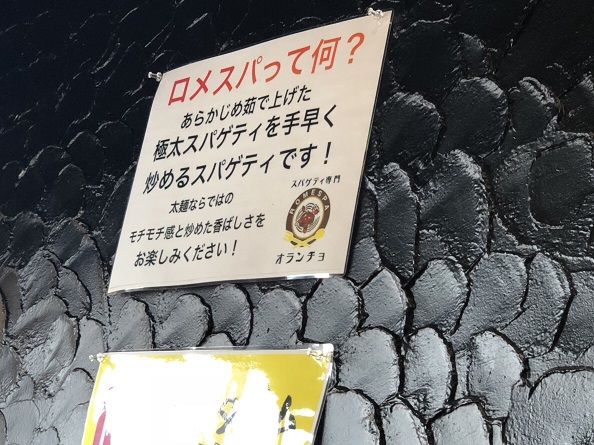 ロメスパって何？
あらかじめ茹で上げた
極太スパゲティを手早く
炒めるスパゲティです！
太麺ならではの
モチモチ感と炒めた香ばしさを
お楽しみください！
スパゲティ専門
ROMESPA
オランチョ